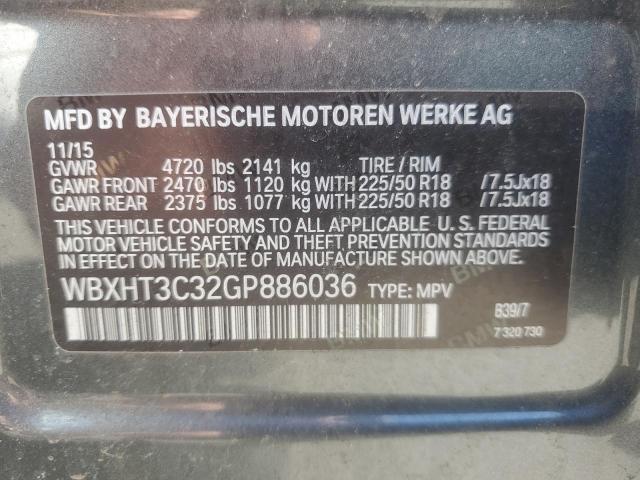 MFD BY BAYERISCHE MOTOREN WERKE AG
11/15
GVWR 4720 lbs 2141 kg TIRE / RIM
GAWR FRONT 2470 lbs 1120 kg WITH 225/50 R18 /7.5Jx18
GAWR REAR 2375 lbs 1077 kg WITH 225/50 R18 /7.5Jx18
THIS VEHICLE CONFORMS TO ALL APPLICABLE U. S. FEDERAL
MOTOR VEHICLE SAFETY AND THEFT PREVENTION STANDARDS
IN EFFECT ON THE DATE OF MANUFACTURE SHOWN ABOVE.
WBXHT3C32GP886036 TYPE: MPV
B39/7
7 320 730